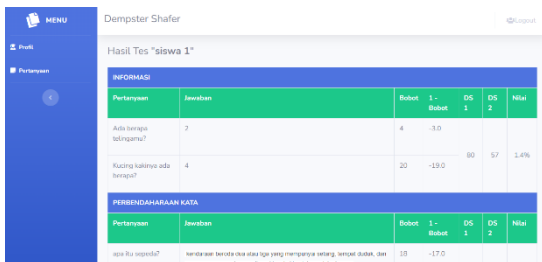 MENU
Dempster Shafer
Logout
Profil
Pertanyaan
Hasil Tes "siswa 1"
INFORMASI
Pertanyaan Jawaban Bobot 1 - Bobot DS 1 DS 2 Nilai
Ada berapa telingamu? 2 4 -3.0 80 57 1.4%
Kucing kakinya ada berapa? 4 20 -19.0
PERBENDAHARAAN KATA
Pertanyaan Jawaban Bobot 1 - Bobot DS 1 DS 2 Nilai
apa itu sepeda? kendaraan beroda dua atau tiga yang mempunyai setang, tempat duduk, dan 18 -17.0